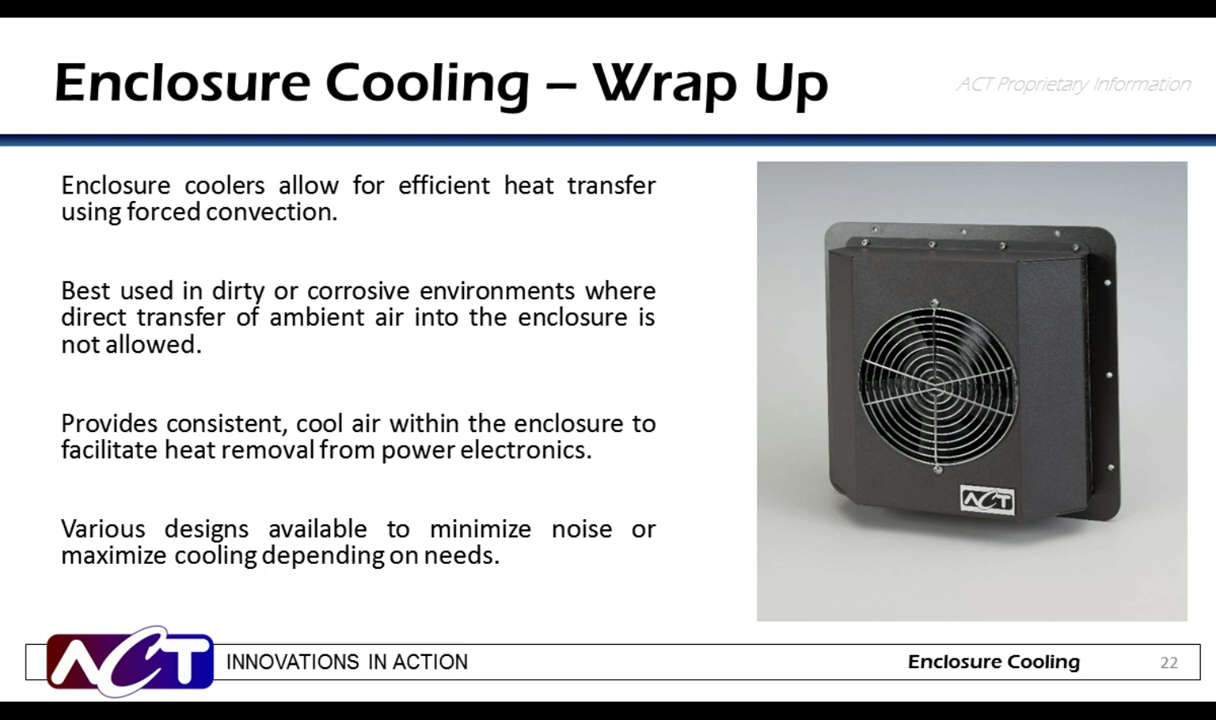 Enclosure Cooling – Wrap Up
ACT Proprietary Information
Enclosure coolers allow for efficient heat transfer
using forced convection.
Best used in dirty or corrosive environments where
direct transfer of ambient air into the enclosure is
not allowed.
Provides consistent, cool air within the enclosure to
facilitate heat removal from power electronics.
Various designs available to minimize noise or
maximize cooling depending on needs.
ACT
ACT
INNOVATIONS IN ACTION
Enclosure Cooling
22